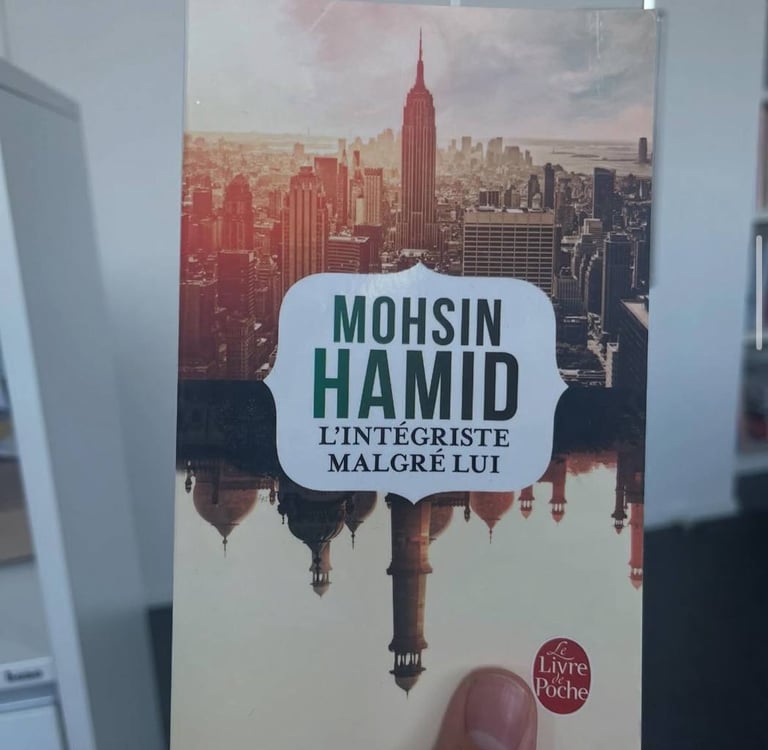 MOHSIN
HAMID
L'INTÉGRISTE
MALGRÉ LUI
Le
Livre
de
Poche